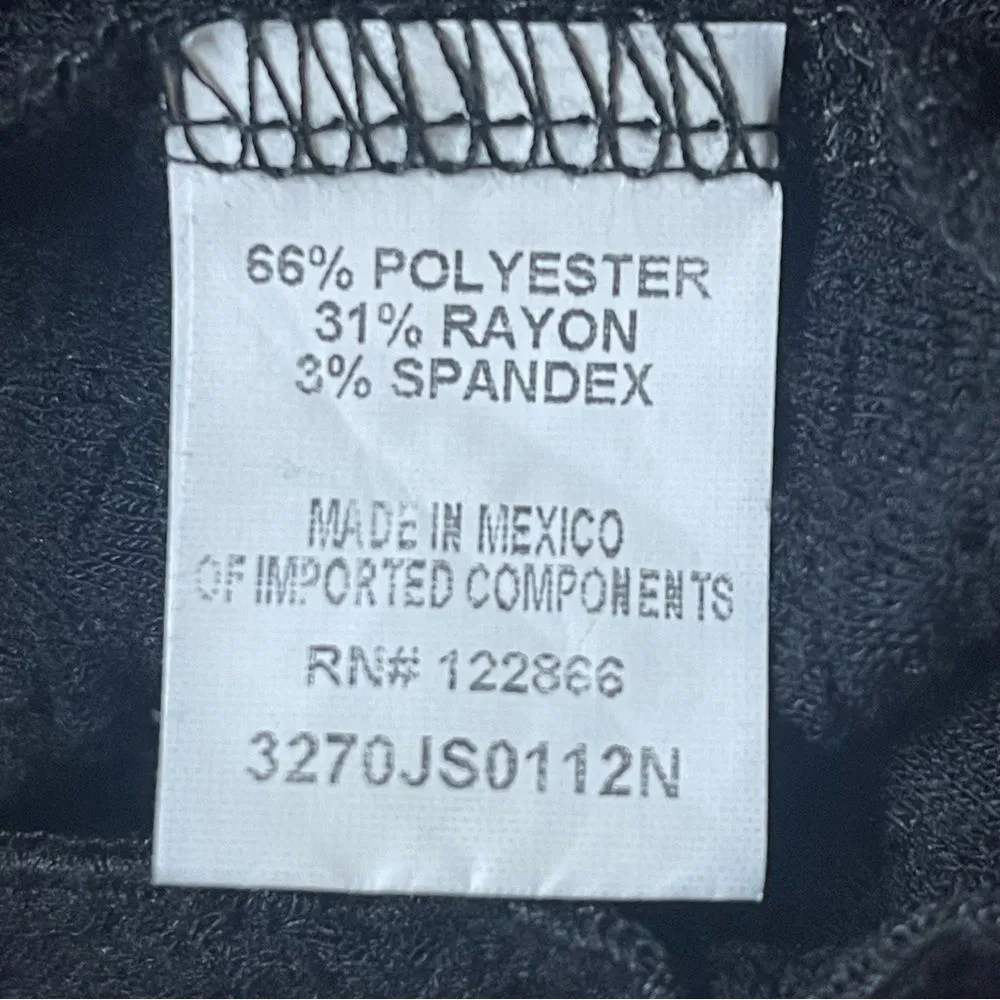 66% POLYESTER
31% RAYON
3% SPANDEX
MADE IN MEXICO
OF IMPORTED COMPONENTS
RN# 122866
3270JS0112N